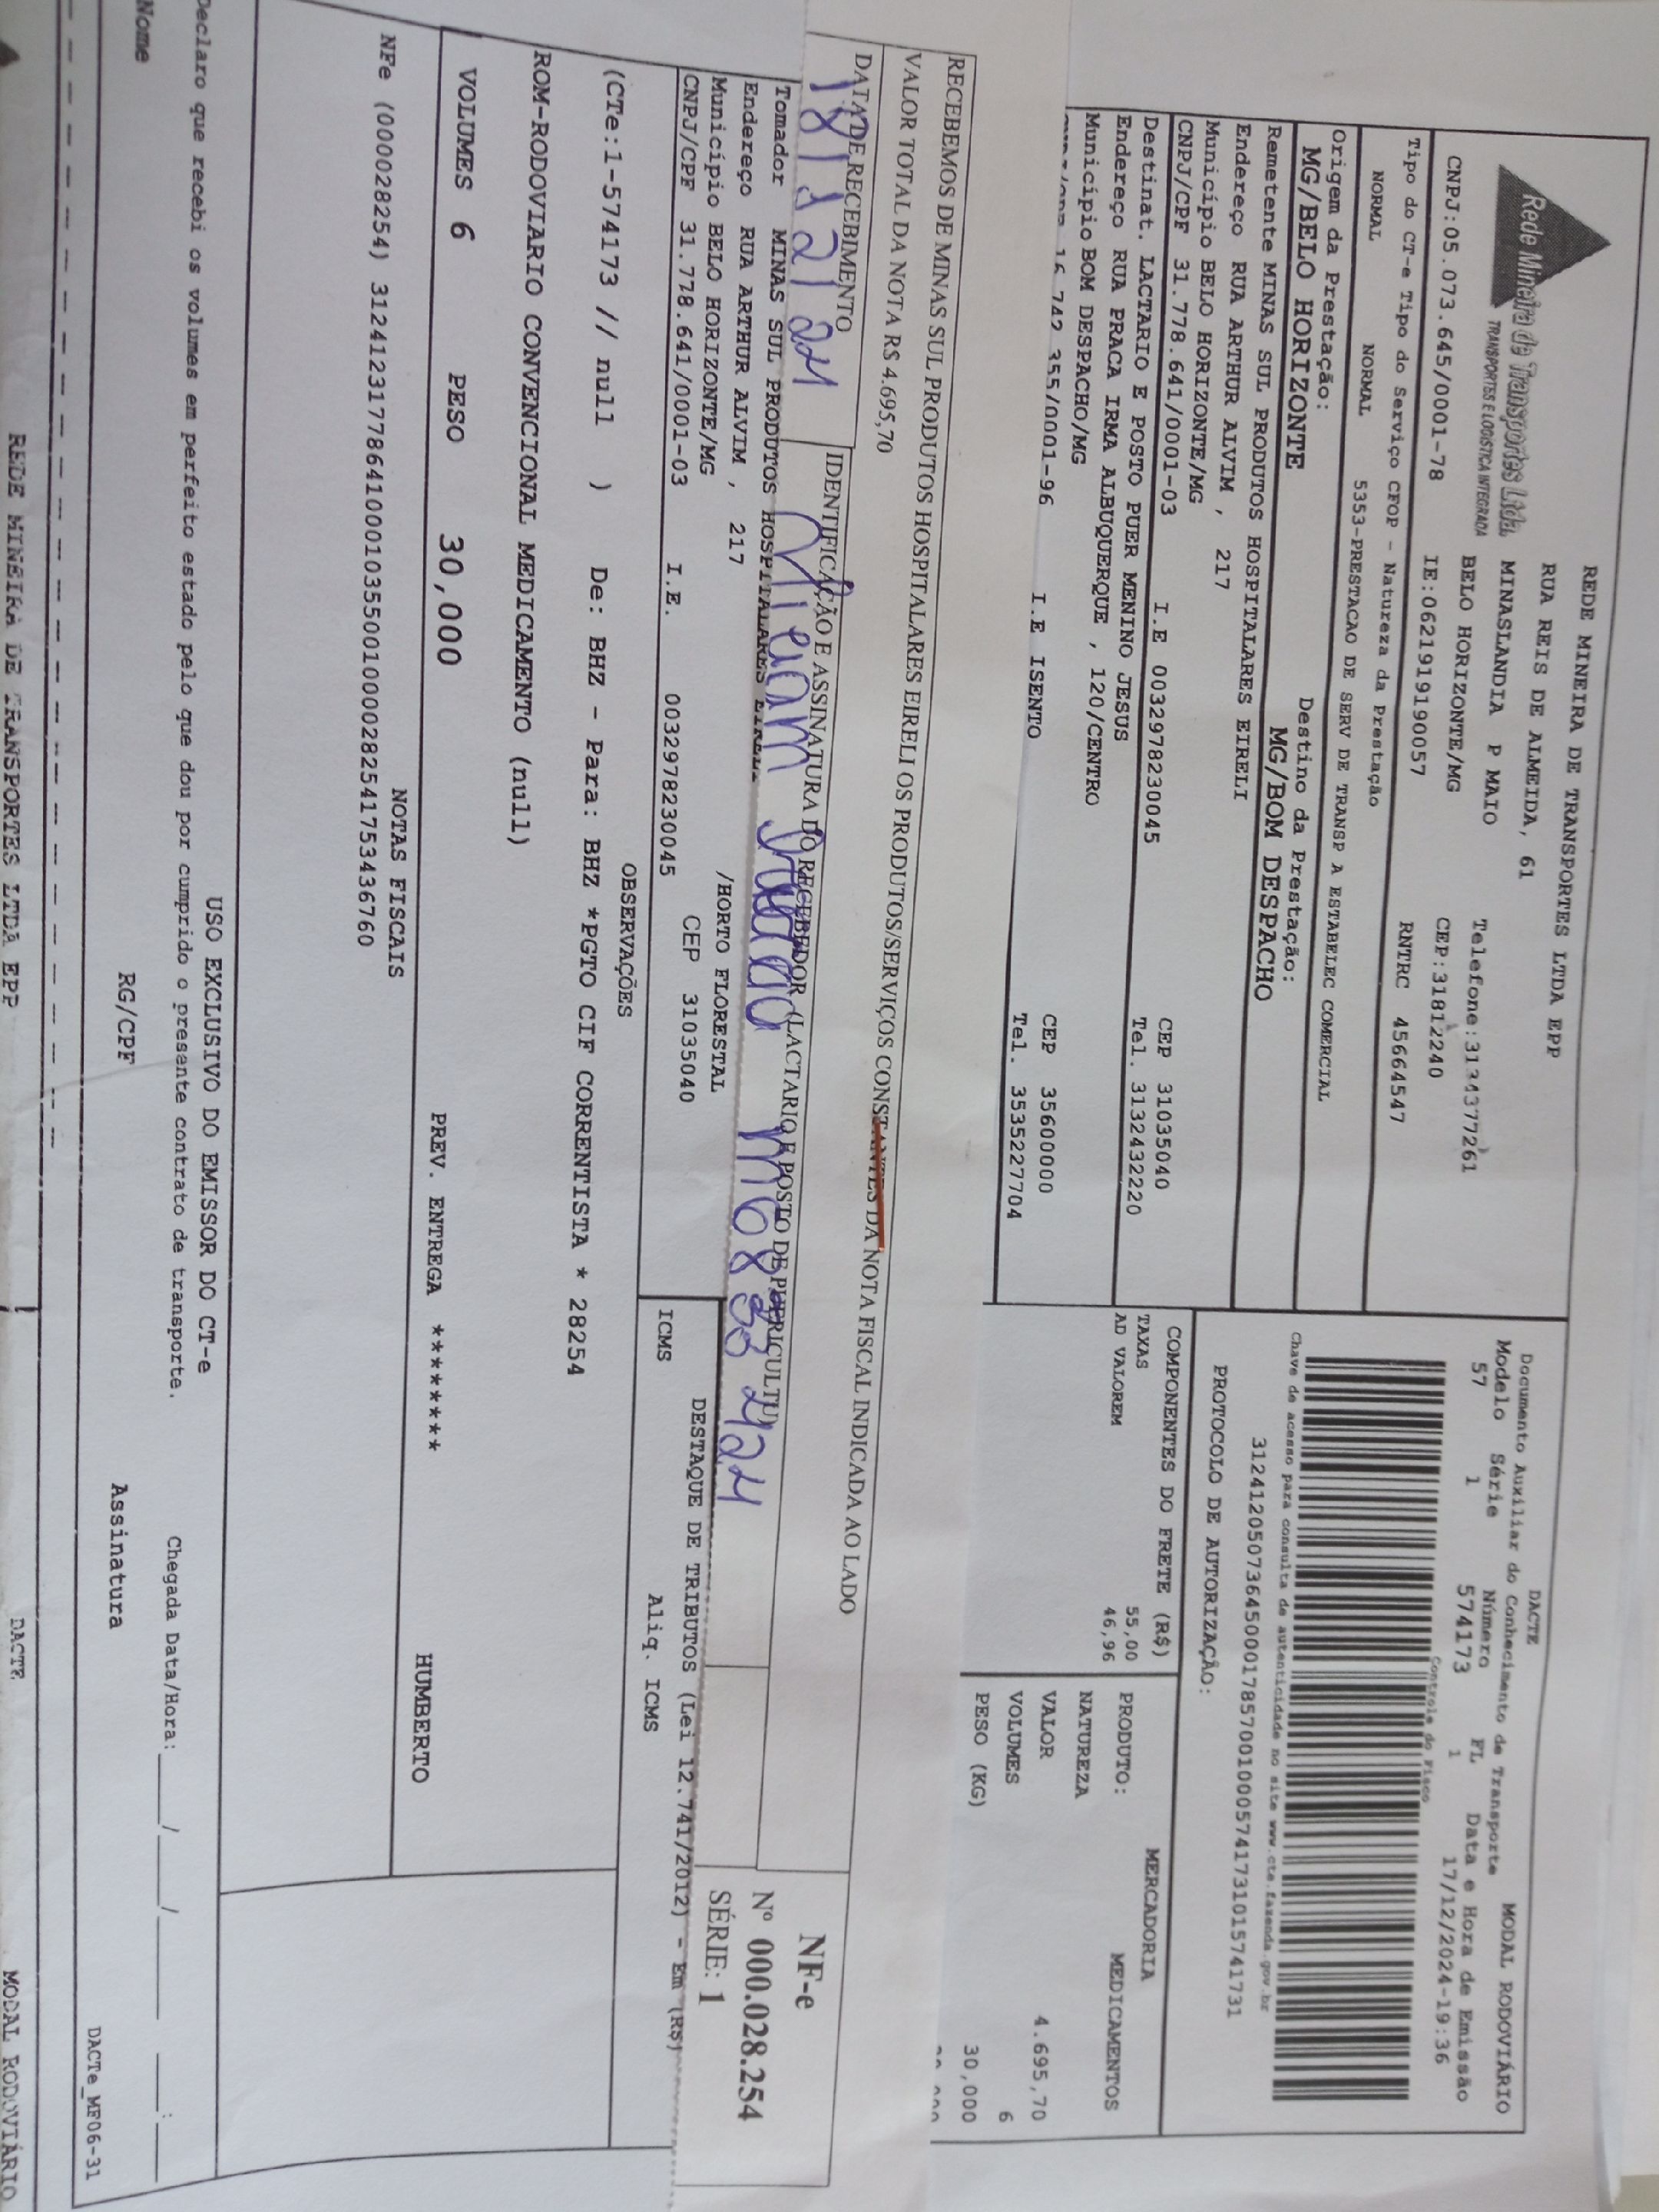 REDE MINEIRA DE TRANSPORTES LTDA EPP
Rede Mineira de Transportes Ltda.
TRANSPORTES E LOGÍSTICA INTEGRADA
RUA REIS DE ALMEIDA, 61
MINASLANDIA P MAIO
BELO HORIZONTE/MG
Telefone:3134377261
CNPJ:05.073.645/0001-78 IE:0621919190057 CEP:31812240
Tipo do CT-e Tipo do Serviço CFOP - Natureza da Prestação RNTRC 45664547
NORMAL NORMAL 5353-PRESTACAO DE SERV DE TRANSP A ESTABELEC COMERCIAL
Origem da Prestação: Destino da Prestação:
MG/BELO HORIZONTE MG/BOM DESPACHO
Remetente MINAS SUL PRODUTOS HOSPITALARES EIRELI
Endereço RUA ARTHUR ALVIM , 217
Município BELO HORIZONTE/MG CEP 31035040
CNPJ/CPF 31.778.641/0001-03 I.E 0032978230045 Tel. 3132432220
Destinat. LACTARIO E POSTO PUER MENINO JESUS
Endereço RUA PRACA IRMA ALBUQUERQUE , 120/CENTRO
Município BOM DESPACHO/MG CEP 35600000
16 742 355/0001-96 I.E ISENTO Tel. 3535227704
DACTE MODAL RODOVIÁRIO
Documento Auxiliar do Conhecimento de Transporte
Modelo Série Número FL Data e Hora de Emissão
57 1 574173 1 17/12/2024-19:36
Controle do Fisco
Chave de acesso para consulta de autenticidade no site www.cte.fazenda.gov.br
31241205073645000178570010005741731015741731
PROTOCOLO DE AUTORIZAÇÃO:
COMPONENTES DO FRETE (R$) MERCADORIA
TAXAS 55,00
AD VALOREM 46,96
PRODUTO: MEDICAMENTOS
NATUREZA
VALOR 4.695,70
VOLUMES 6
PESO (KG) 30,000
RECEBEMOS DE MINAS SUL PRODUTOS HOSPITALARES EIRELI OS PRODUTOS/SERVIÇOS CONSTANTES DA NOTA FISCAL INDICADA AO LADO
VALOR TOTAL DA NOTA R$ 4.695,70
DATA DE RECEBIMENTO
18/12/24
IDENTIFICAÇÃO E ASSINATURA DO RECEBEDOR (LACTARIO E POSTO DE PUERICULTU)
NF-e
Nº 000.028.254
SÉRIE: 1
Tomador MINAS SUL PRODUTOS HOSPITALARES EIRELI
Endereço RUA ARTHUR ALVIM , 217 /HORTO FLORESTAL
Município BELO HORIZONTE/MG CEP 31035040
CNPJ/CPF 31.778.641/0001-03 I.E. 0032978230045
DESTAQUE DE TRIBUTOS (Lei 12.741/2012) - Em (R$)
ICMS Aliq. ICMS
OBSERVAÇÕES
(CTe:1-574173 // null ) De: BHZ - Para: BHZ *PGTO CIF CORRENTISTA * 28254
ROM-RODOVIARIO CONVENCIONAL MEDICAMENTO (null)
VOLUMES 6 PESO 30,000 PREV. ENTREGA ******** HUMBERTO
NOTAS FISCAIS
NFe (000028254) 31241231778641000103550010000282541753436760
USO EXCLUSIVO DO EMISSOR DO CT-e
Declaro que recebi os volumes em perfeito estado pelo que dou por cumprido o presante contrato de transporte. Chegada Data/Hora:____/____/______ ____:____
Nome RG/CPF Assinatura
DACTe_MF06-31
REDE MINEIRA DE TRANSPORTES LTDA EPP DACTE MODAL RODOVIÁRIO